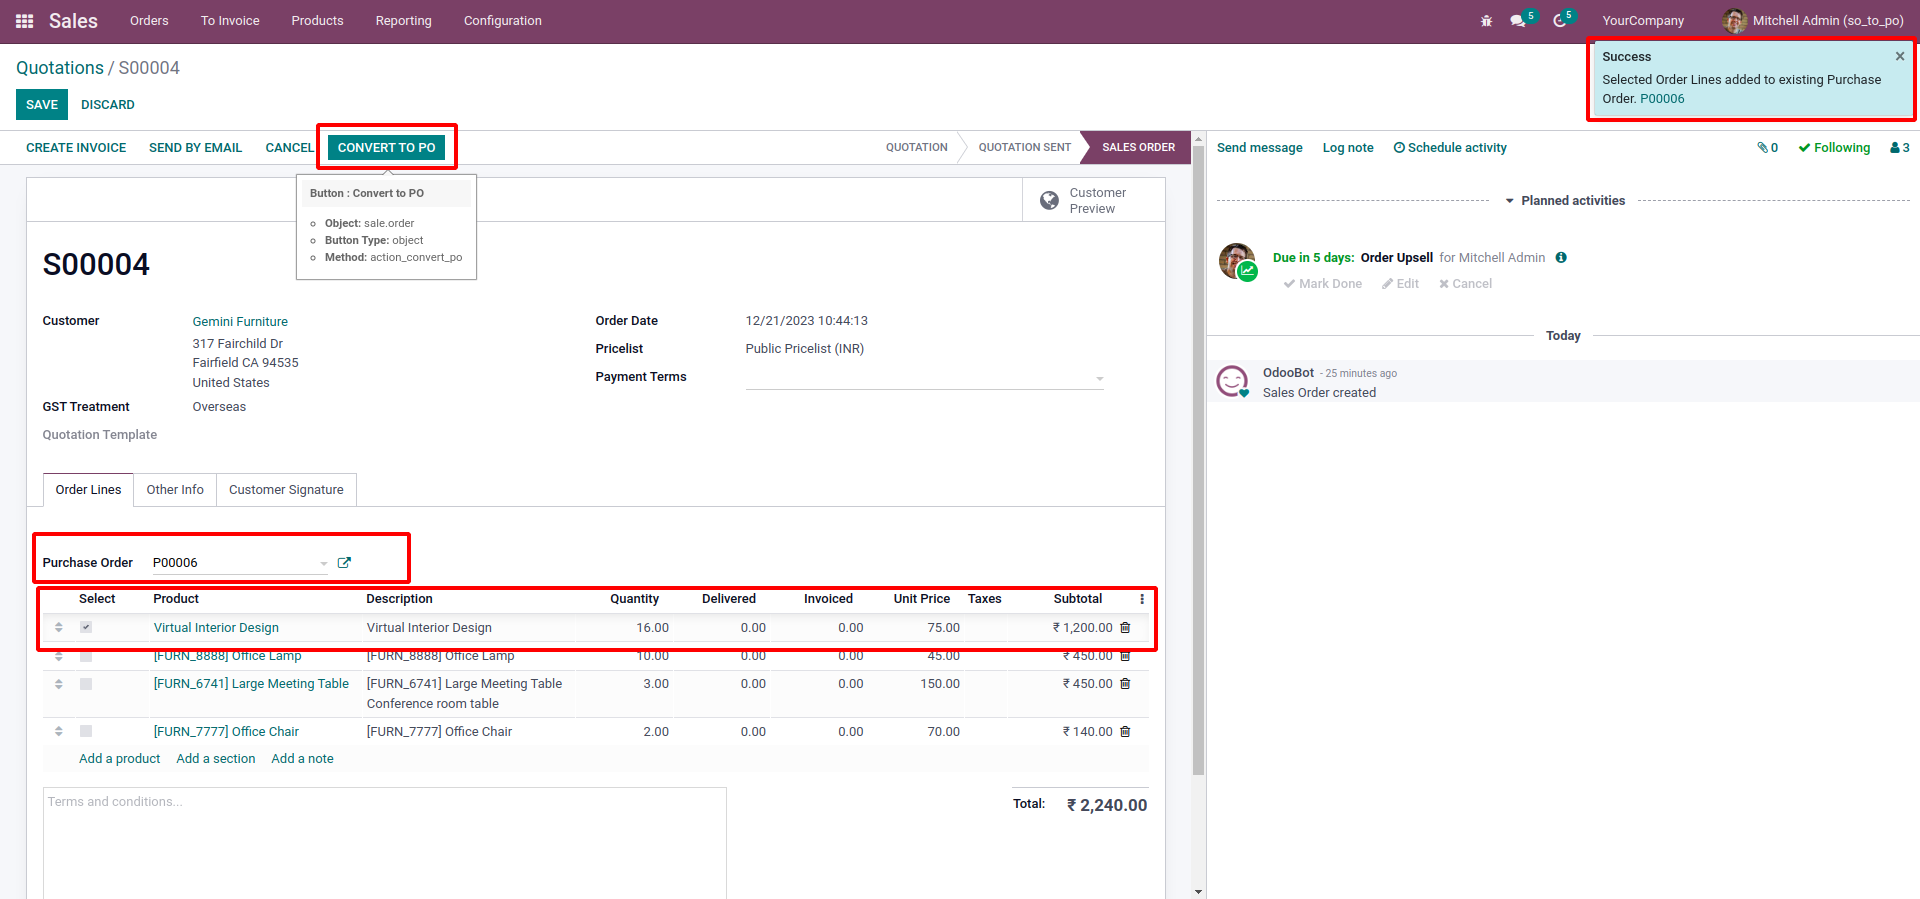 Sales Orders To Invoice Products Reporting Configuration 5 5 YourCompany Mitchell Admin (so_to_po)
Quotations / S00004
SAVE DISCARD
Success
Selected Order Lines added to existing Purchase
Order. P00006
CREATE INVOICE SEND BY EMAIL CANCEL CONVERT TO PO QUOTATION QUOTATION SENT SALES ORDER
Button : Convert to PO
Object: sale.order
Button Type: object
Method: action_convert_po
Customer
Preview
S00004
Customer Gemini Furniture
317 Fairchild Dr
Fairfield CA 94535
United States
GST Treatment Overseas
Quotation Template
Order Date 12/21/2023 10:44:13
Pricelist Public Pricelist (INR)
Payment Terms
Order Lines Other Info Customer Signature
Purchase Order P00006
Select Product Description Quantity Delivered Invoiced Unit Price Taxes Subtotal
Virtual Interior Design Virtual Interior Design 16.00 0.00 0.00 75.00 ₹ 1,200.00
[FURN_8888] Office Lamp [FURN_8888] Office Lamp 10.00 0.00 0.00 45.00 ₹ 450.00
[FURN_6741] Large Meeting Table [FURN_6741] Large Meeting Table 3.00 0.00 0.00 150.00 ₹ 450.00
Conference room table
[FURN_7777] Office Chair [FURN_7777] Office Chair 2.00 0.00 0.00 70.00 ₹ 140.00
Add a product Add a section Add a note
Terms and conditions...
Total: ₹ 2,240.00
Send message Log note Schedule activity 0 Following 3
Planned activities
Due in 5 days: Order Upsell for Mitchell Admin
Mark Done Edit Cancel
Today
OdooBot - 25 minutes ago
Sales Order created